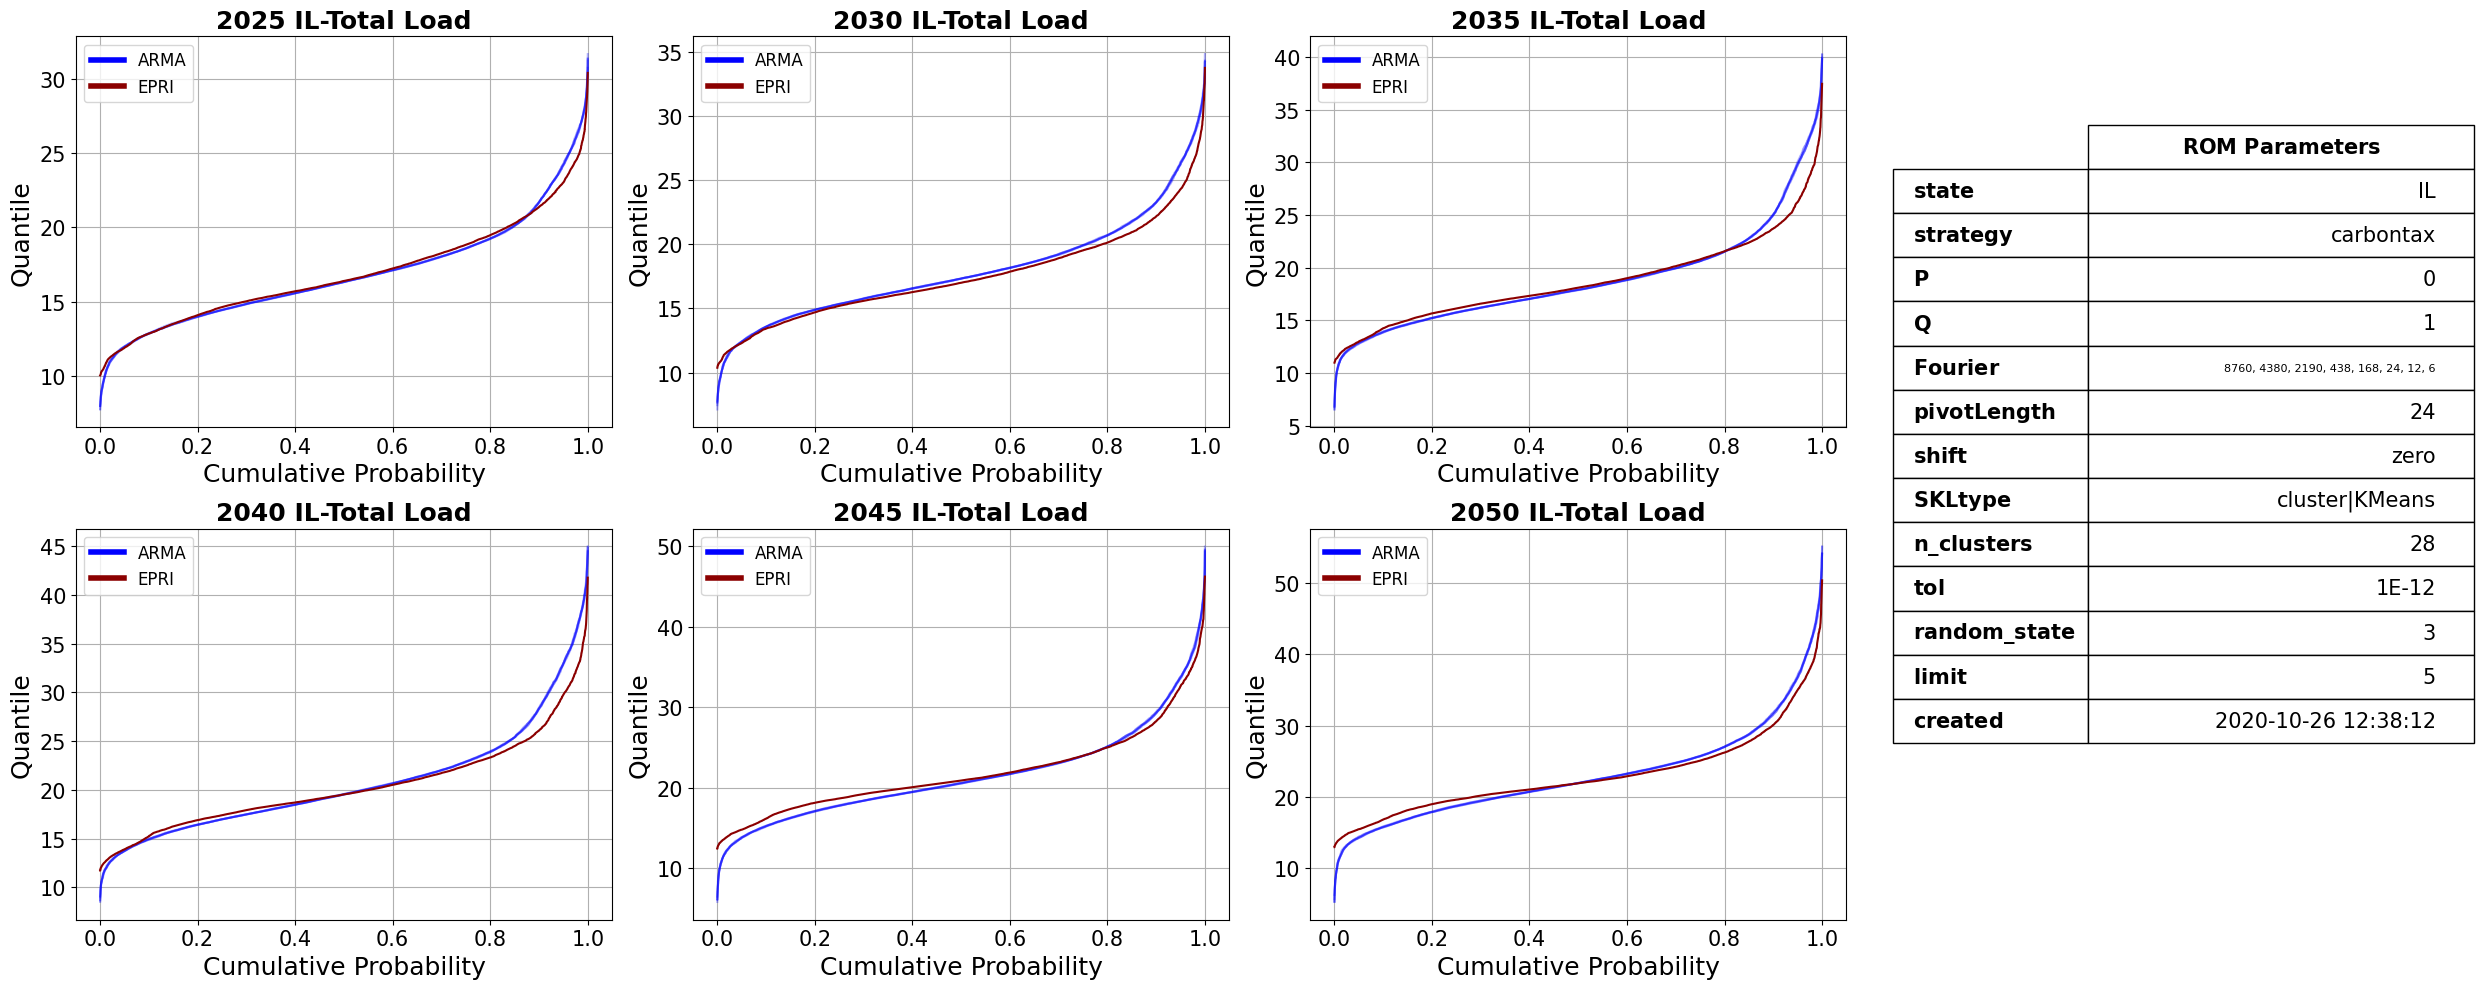 2025 IL-Total Load
ARMA
EPRI
30
25
20
15
10
Quantile
0.0 0.2 0.4 0.6 0.8 1.0
Cumulative Probability
2030 IL-Total Load
ARMA
EPRI
35
30
25
20
15
10
Quantile
0.0 0.2 0.4 0.6 0.8 1.0
Cumulative Probability
2035 IL-Total Load
ARMA
EPRI
40
35
30
25
20
15
10
5
Quantile
0.0 0.2 0.4 0.6 0.8 1.0
Cumulative Probability
2040 IL-Total Load
ARMA
EPRI
45
40
35
30
25
20
15
10
Quantile
0.0 0.2 0.4 0.6 0.8 1.0
Cumulative Probability
2045 IL-Total Load
ARMA
EPRI
50
40
30
20
10
Quantile
0.0 0.2 0.4 0.6 0.8 1.0
Cumulative Probability
2050 IL-Total Load
ARMA
EPRI
50
40
30
20
10
Quantile
0.0 0.2 0.4 0.6 0.8 1.0
Cumulative Probability
ROM Parameters
state IL
strategy carbontax
P 0
Q 1
Fourier 8760, 4380, 2190, 438, 168, 24, 12, 6
pivotLength 24
shift zero
SKLtype cluster|KMeans
n_clusters 28
tol 1E-12
random_state 3
limit 5
created 2020-10-26 12:38:12